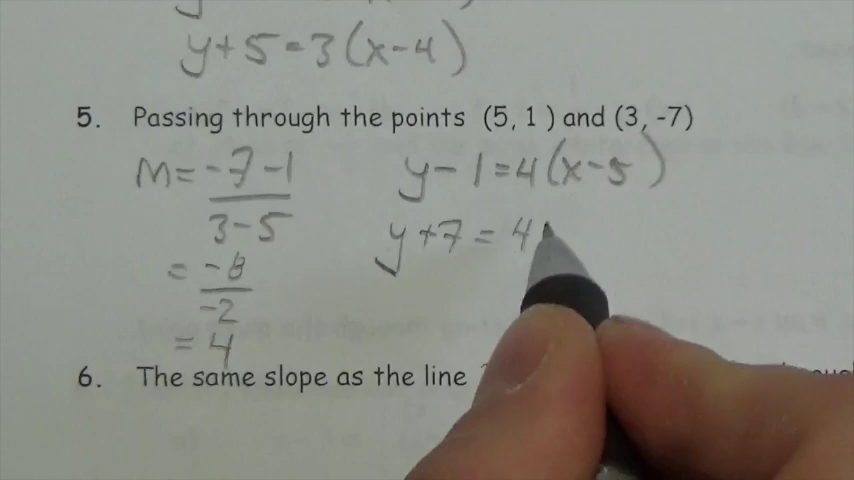 y+5=3(x-4)
5. Passing through the points (5, 1 ) and (3, -7)
m= -7-1 / 3-5
y-1=4(x-5)
y+7=4
= -8 / -2
= 4
6. The same slope as the line